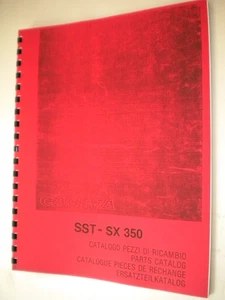 SST - SX 350
CATALOGO PEZZI DI RICAMBIO
PARTS CATALOG
CATALOGUE PIECES DE RECHANGE
ERSATZTEILKATALOG